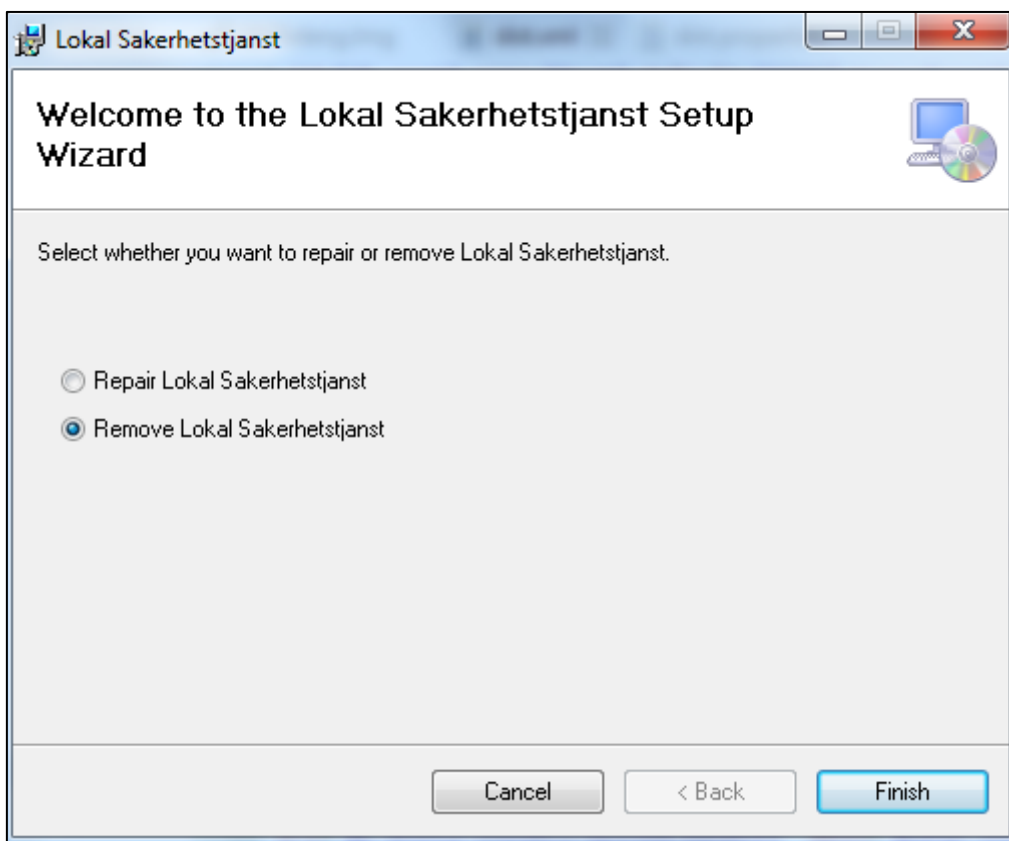 Lokal Sakerhetstjanst
Welcome to the Lokal Sakerhetstjanst Setup
Wizard
Select whether you want to repair or remove Lokal Sakerhetstjanst.
Repair Lokal Sakerhetstjanst
Remove Lokal Sakerhetstjanst
Cancel
< Back
Finish